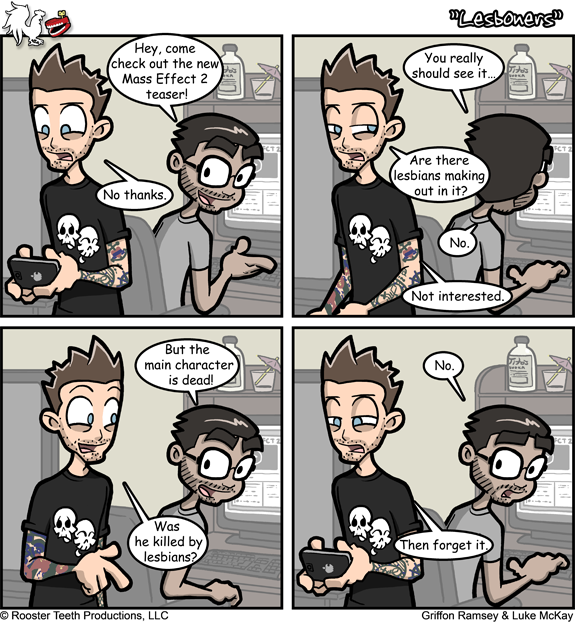 "Lesboners"
Hey, come
check out the new
Mass Effect 2
teaser!
No thanks.
You really
should see it...
Are there
lesbians making
out in it?
No.
Not interested.
But the
main character
is dead!
Was
he killed by
lesbians?
No.
Then forget it.
© Rooster Teeth Productions, LLC
Griffon Ramsey & Luke McKay